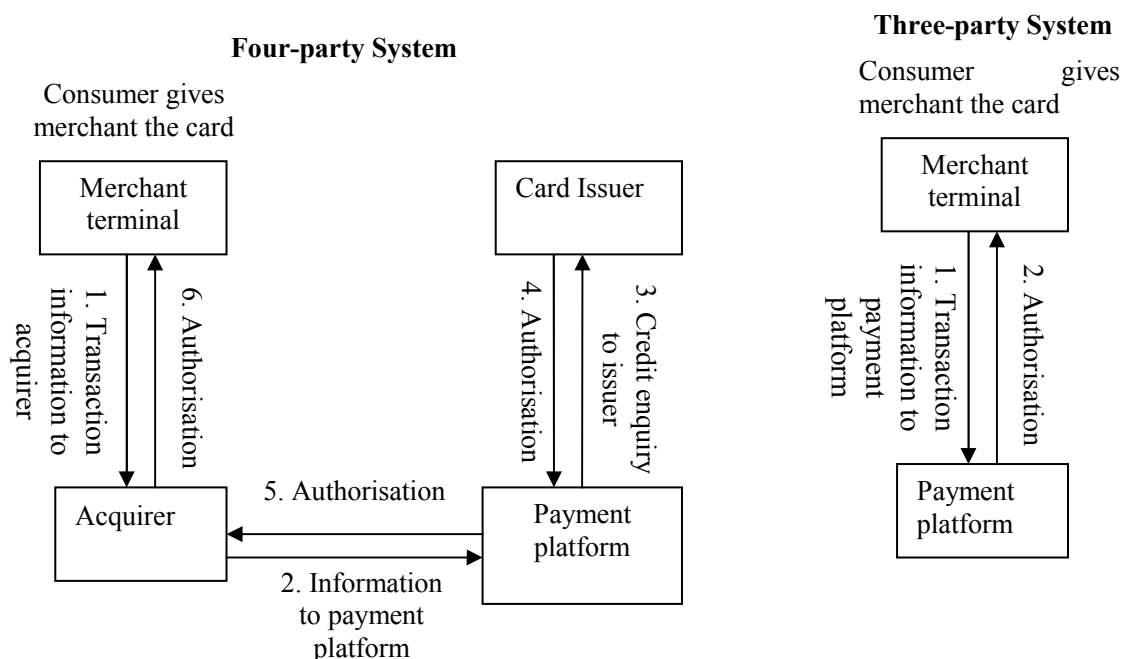 Four-party System
Consumer gives
merchant the card
Merchant
terminal
Card Issuer
1. Transaction
information to
acquirer
6. Authorisation
4. Authorisation
3. Credit enquiry
to issuer
5. Authorisation
Acquirer
Payment
platform
2. Information
to payment
platform
Three-party System
Consumer gives
merchant the card
Merchant
terminal
1. Transaction
information to
payment
platform
2. Authorisation
Payment
platform